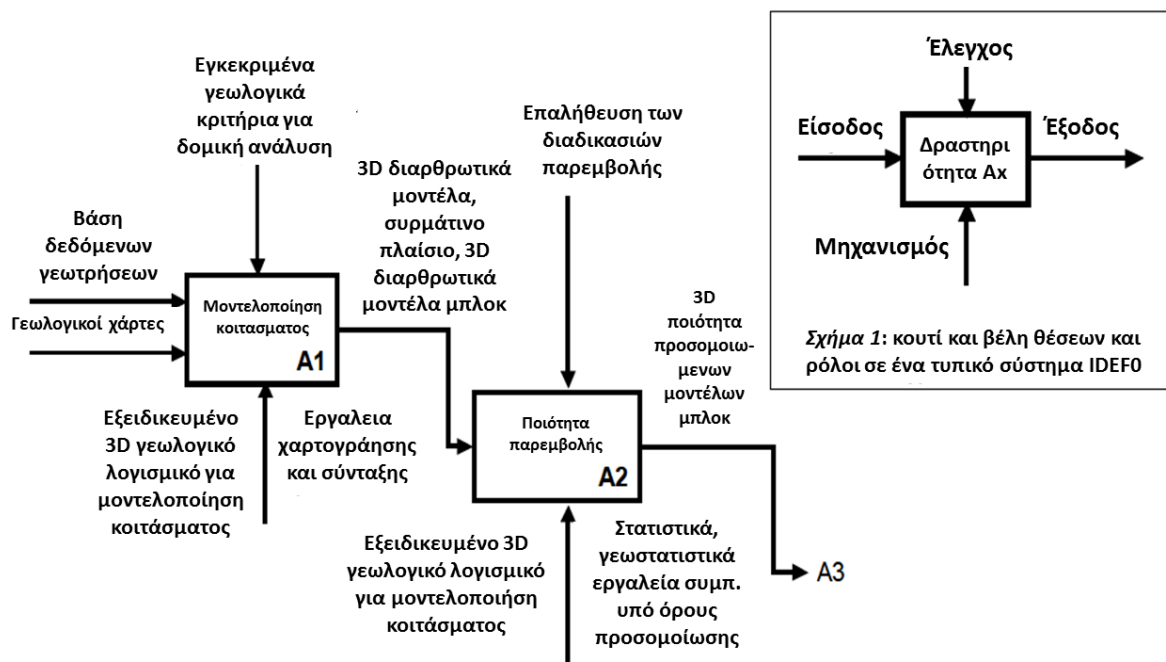 Εγκεκριμένα
γεωλογικά
κριτήρια για
δομική ανάλυση
Βάση
δεδόμενων
γεωτρήσεων
Γεωλογικοί χάρτες
Μοντελοποίηση
κοιτασματος
A1
Εξειδικευμένο
3D γεωλογικό
λογισμικό για
μοντελοποίηση
κοιτάσματος
Εργαλεια
χαρτογράησης
και σύνταξης
3D διαρθρωτικά
μοντέλα,
συρμάτινο
πλαίσιο, 3D
διαρθρωτικά
μοντέλα μπλοκ
Επαλήθευση των
διαδικασιών
παρεμβολής
Ποιότητα
παρεμβολής
A2
Εξειδικευμένο 3D
γεωλογικό λογισμικό
για μοντελοποιήση
κοιτάσματος
Στατιστικά,
γεωστατιστικά
εργαλεία συμπ.
υπό όρους
προσομοίωσης
3D
ποιότητα
προσομοιω-
μενων
μοντέλων
μπλοκ
A3
Έλεγχος
Είσοδος
Δραστηρι
ότητα Ax
Έξοδος
Μηχανισμός
Σχήμα 1: κουτί και βέλη θέσεων και
ρόλοι σε ένα τυπικό σύστημα IDEF0